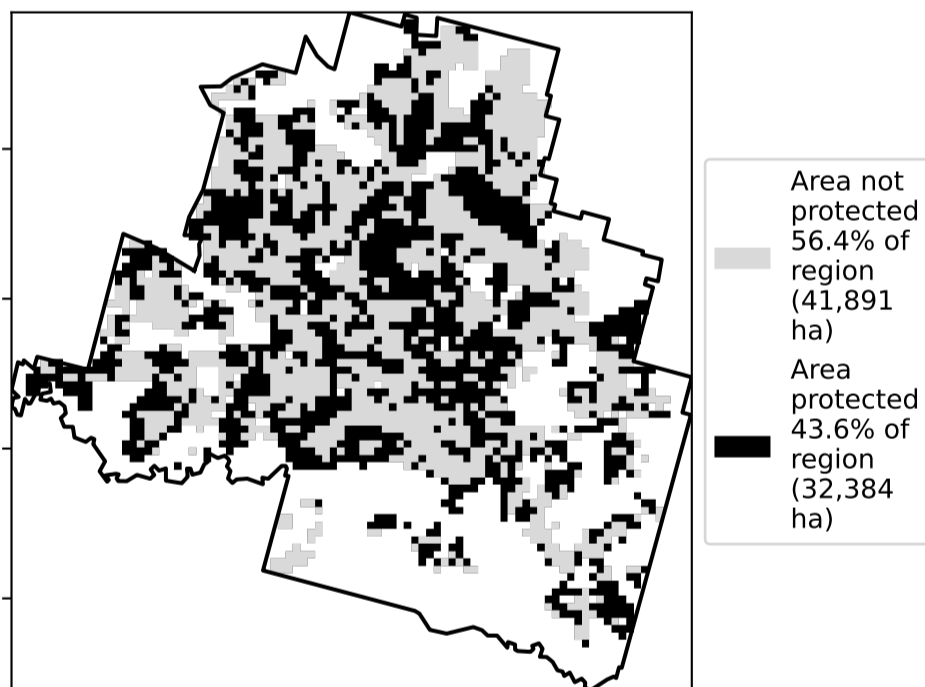 Area not
protected
56.4% of
region
(41,891
ha)
Area
protected
43.6% of
region
(32,384
ha)